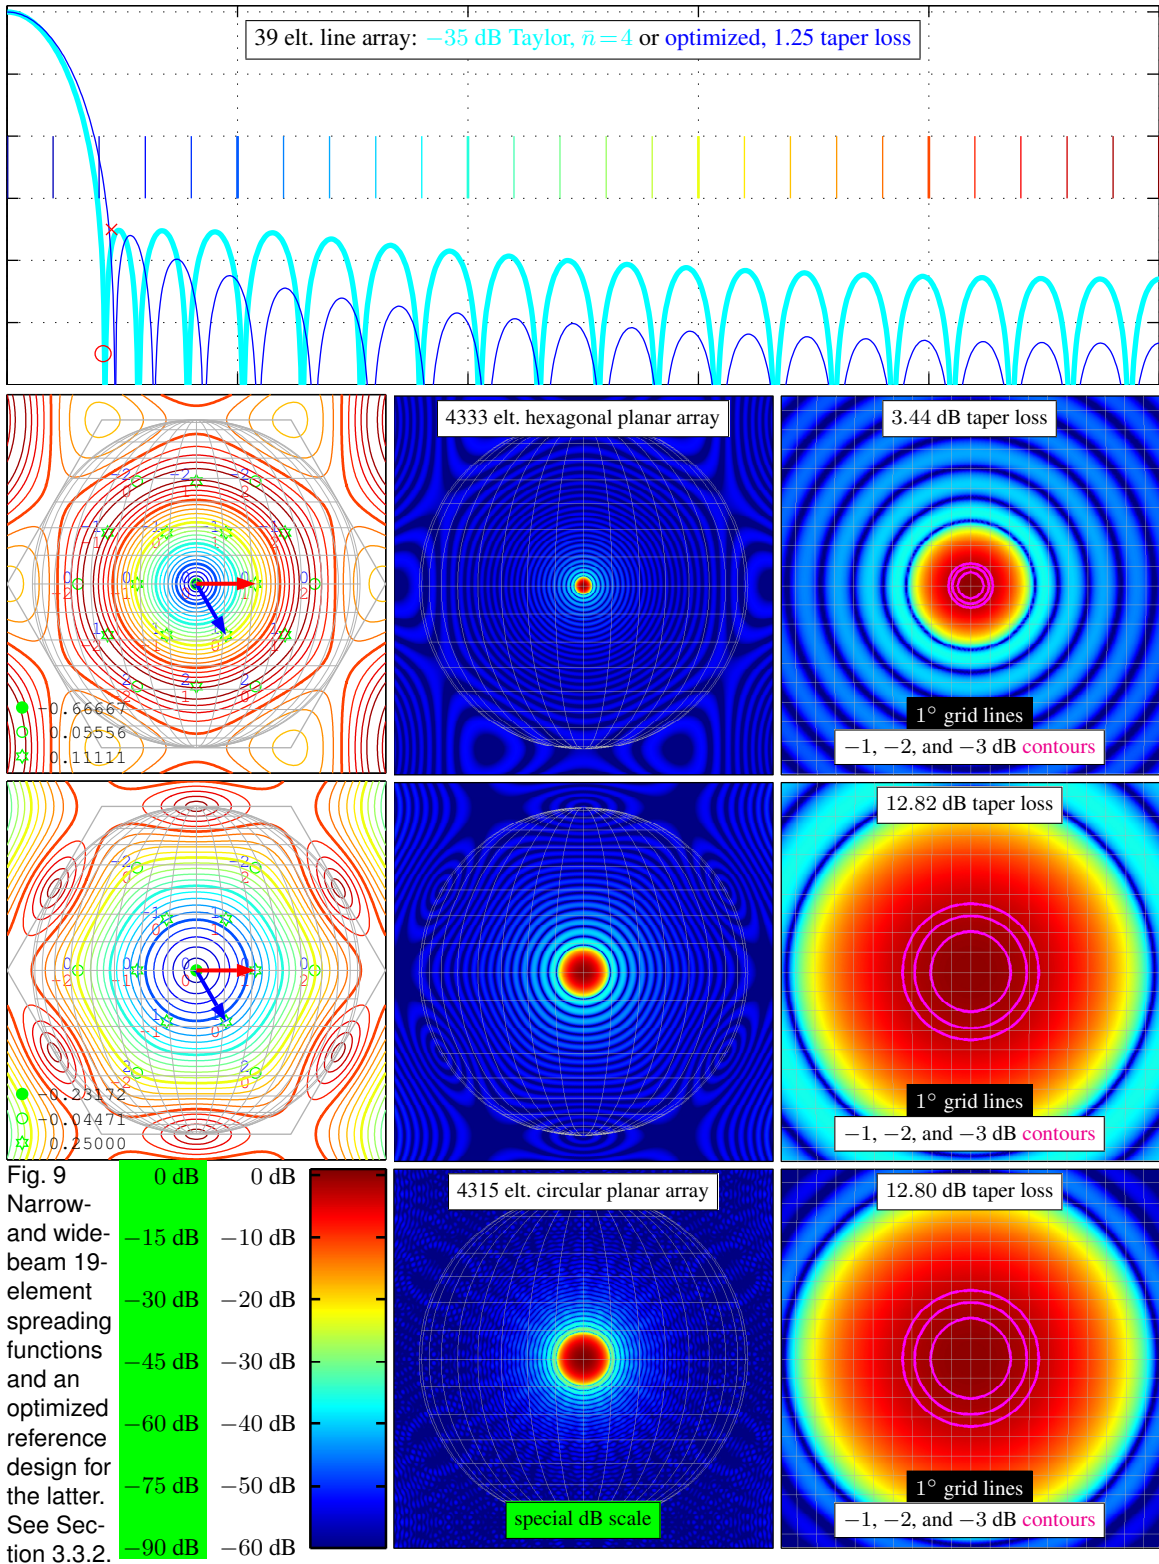 39 elt. line array: −35 dB Taylor, n̄=4 or optimized, 1.25 taper loss
4333 elt. hexagonal planar array
3.44 dB taper loss
1° grid lines
−1, −2, and −3 dB contours
−0.66667
0.05556
0.11111
12.82 dB taper loss
1° grid lines
−1, −2, and −3 dB contours
−0.23172
−0.04471
0.25000
Fig. 9
Narrow-
and wide-
beam 19-
element
spreading
functions
and an
optimized
reference
design for
the latter.
See Sec-
tion 3.3.2.
0 dB
−15 dB
−30 dB
−45 dB
−60 dB
−75 dB
−90 dB
0 dB
−10 dB
−20 dB
−30 dB
−40 dB
−50 dB
−60 dB
4315 elt. circular planar array
special dB scale
12.80 dB taper loss
1° grid lines
−1, −2, and −3 dB contours